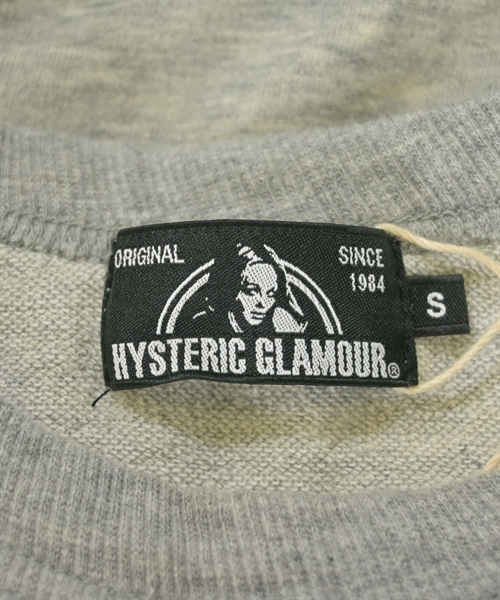 ORIGINAL
SINCE
1984
HYSTERIC GLAMOUR®
S